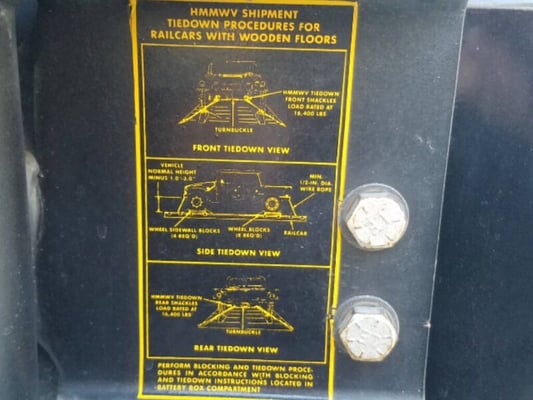 HMMWV SHIPMENT
TIEDOWN PROCEDURES FOR
RAILCARS WITH WOODEN FLOORS
HMMWV TIEDOWN
FRONT SHACKLES
LOAD RATED AT
16,400 LBS
TURNBUCKLE
FRONT TIEDOWN VIEW
VEHICLE
NORMAL HEIGHT
MINUS 1.0"-3.0"
MIN.
1/2-IN. DIA.
WIRE ROPE
WHEEL SIDEWALL BLOCKS
(4 REQ'D)
WHEEL BLOCKS
(8 REQ'D)
RAILCAR
SIDE TIEDOWN VIEW
HMMWV TIEDOWN
REAR SHACKLES
LOAD RATED AT
16,400 LBS
TURNBUCKLE
REAR TIEDOWN VIEW
PERFORM BLOCKING AND TIEDOWN PROCE-
DURES IN ACCORDANCE WITH BLOCKING
AND TIEDOWN INSTRUCTIONS LOCATED IN
BATTERY BOX COMPARTMENT